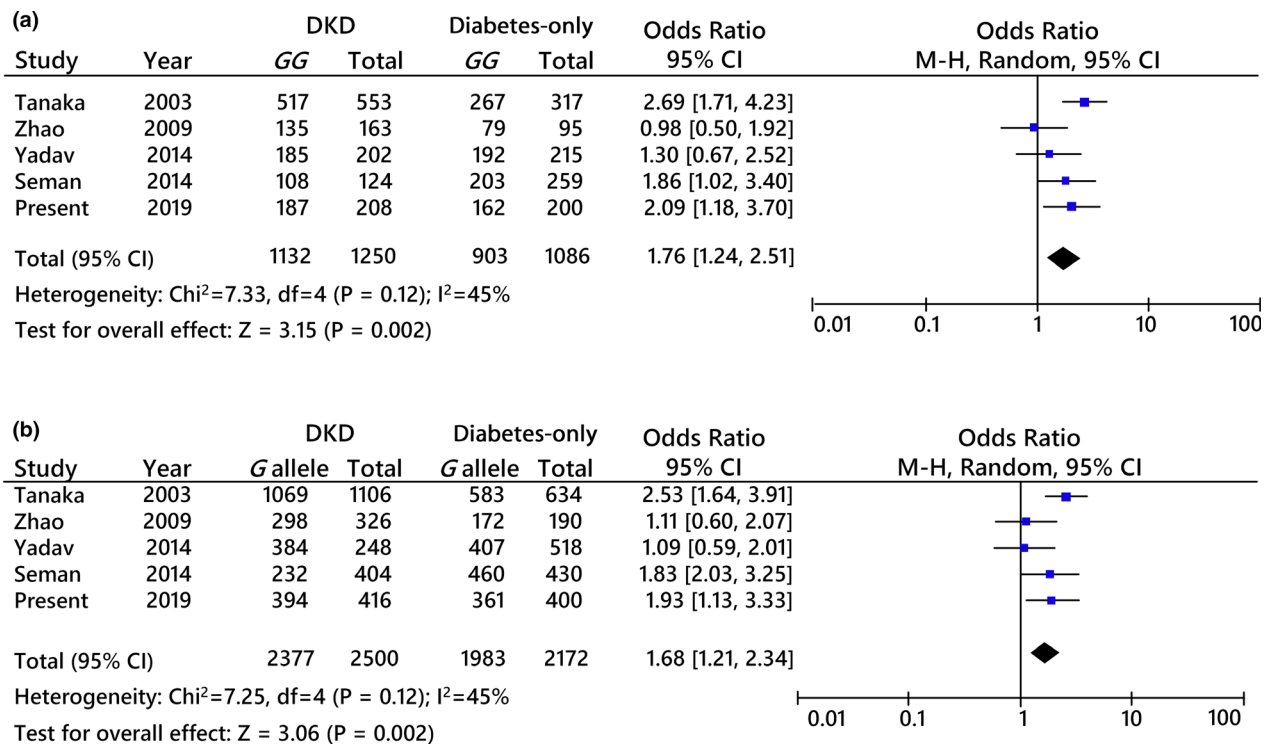 (a)
DKD Diabetes-only Odds Ratio Odds Ratio
Study Year GG Total GG Total 95% CI M-H, Random, 95% CI
Tanaka 2003 517 553 267 317 2.69 [1.71, 4.23]
Zhao 2009 135 163 79 95 0.98 [0.50, 1.92]
Yadav 2014 185 202 192 215 1.30 [0.67, 2.52]
Seman 2014 108 124 203 259 1.86 [1.02, 3.40]
Present 2019 187 208 162 200 2.09 [1.18, 3.70]
Total (95% CI) 1132 1250 903 1086 1.76 [1.24, 2.51]
Heterogeneity: Chi²=7.33, df=4 (P = 0.12); I²=45%
Test for overall effect: Z = 3.15 (P = 0.002)
0.01 0.1 1 10 100
(b)
DKD Diabetes-only Odds Ratio Odds Ratio
Study Year G allele Total G allele Total 95% CI M-H, Random, 95% CI
Tanaka 2003 1069 1106 583 634 2.53 [1.64, 3.91]
Zhao 2009 298 326 172 190 1.11 [0.60, 2.07]
Yadav 2014 384 248 407 518 1.09 [0.59, 2.01]
Seman 2014 232 404 460 430 1.83 [2.03, 3.25]
Present 2019 394 416 361 400 1.93 [1.13, 3.33]
Total (95% CI) 2377 2500 1983 2172 1.68 [1.21, 2.34]
Heterogeneity: Chi²=7.25, df=4 (P = 0.12); I²=45%
Test for overall effect: Z = 3.06 (P = 0.002)
0.01 0.1 1 10 100